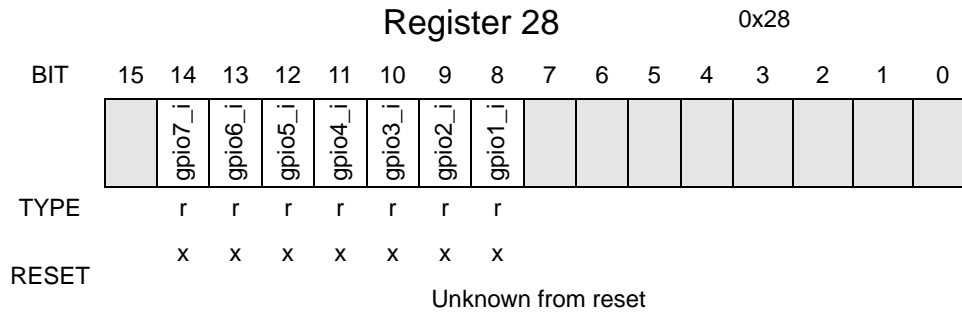 Register 28 0x28
BIT 15 14 13 12 11 10 9 8 7 6 5 4 3 2 1 0
gpio7_i gpio6_i gpio5_i gpio4_i gpio3_i gpio2_i gpio1_i
TYPE r r r r r r r
x x x x x x x
RESET
Unknown from reset